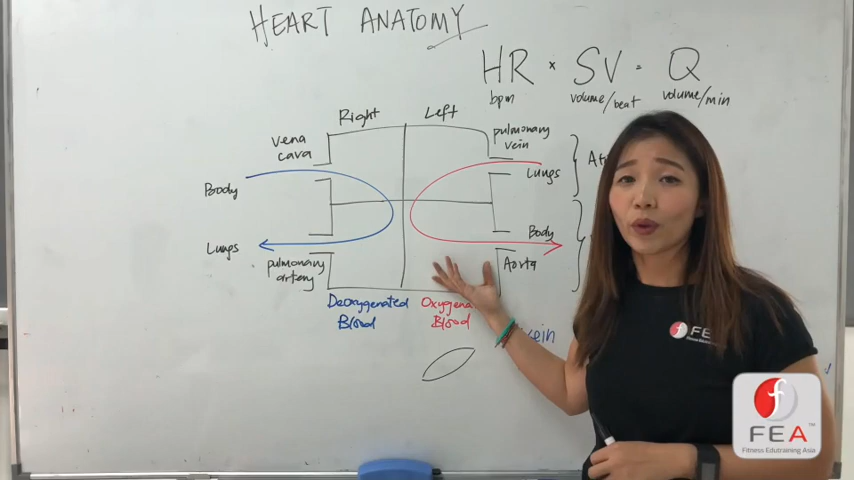 HEART ANATOMY
HR × SV = Q
bpm volume/beat volume/min
Right Left
vena
cava
pulmonary
vein
Lungs
Body
Lungs
Body
pulmonary
artery
Aorta
Deoxygenated
Blood
Blood
vein
FEA
Fitness Edutraining Asia